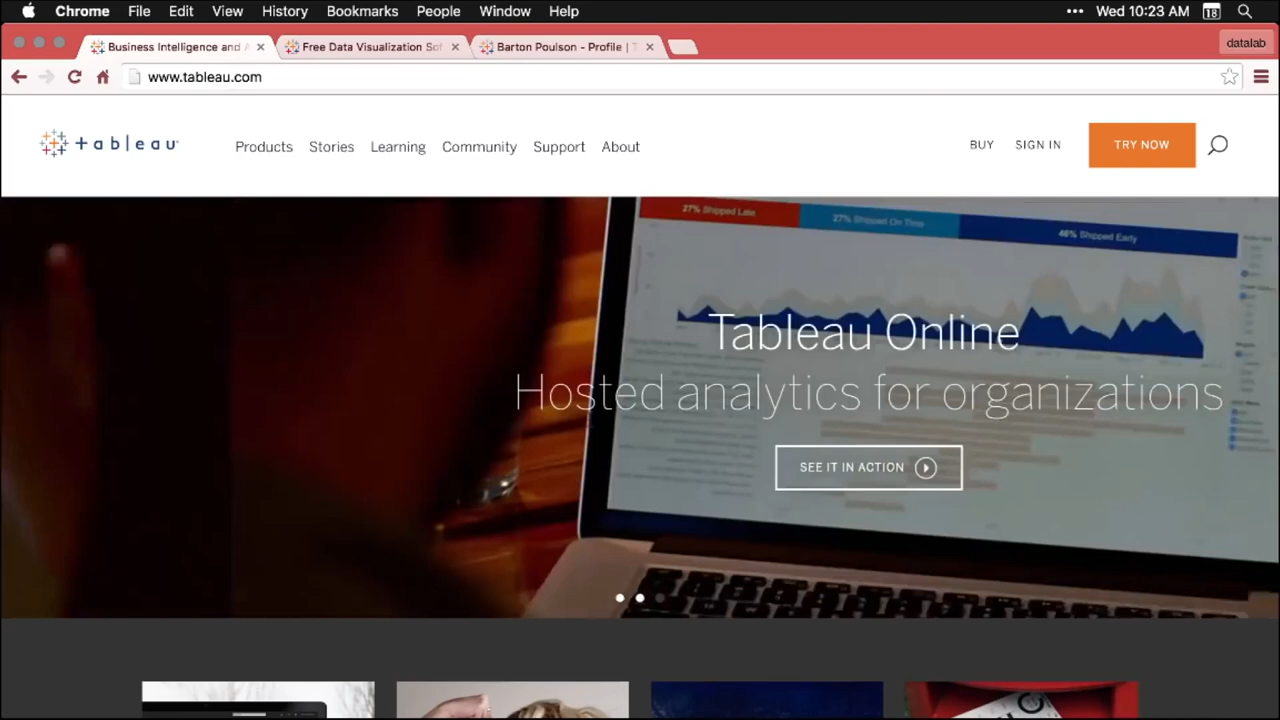 Chrome File Edit View History Bookmarks People Window Help ••• Wed 10:23 AM 18
Business Intelligence and A Free Data Visualization Sof Barton Poulson - Profile | T datalab
www.tableau.com
tableau Products Stories Learning Community Support About BUY SIGN IN TRY NOW
27% Shipped Late 27% Shipped On Time 46% Shipped Early
Tableau Online
Hosted analytics for organizations
SEE IT IN ACTION